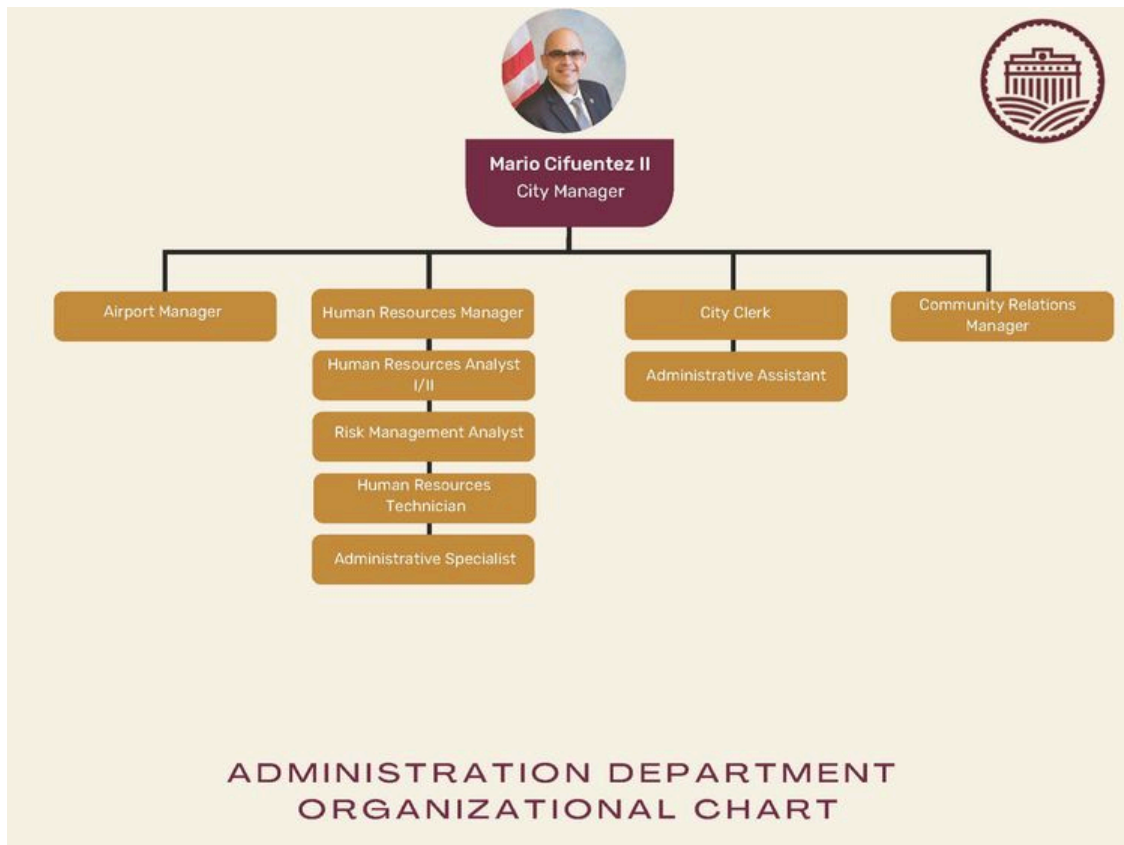 Mario Cifuentez II
City Manager
Airport Manager
Human Resources Manager
City Clerk
Community Relations
Manager
Human Resources Analyst
I/II
Administrative Assistant
Risk Management Analyst
Human Resources
Technician
Administrative Specialist
ADMINISTRATION DEPARTMENT
ORGANIZATIONAL CHART